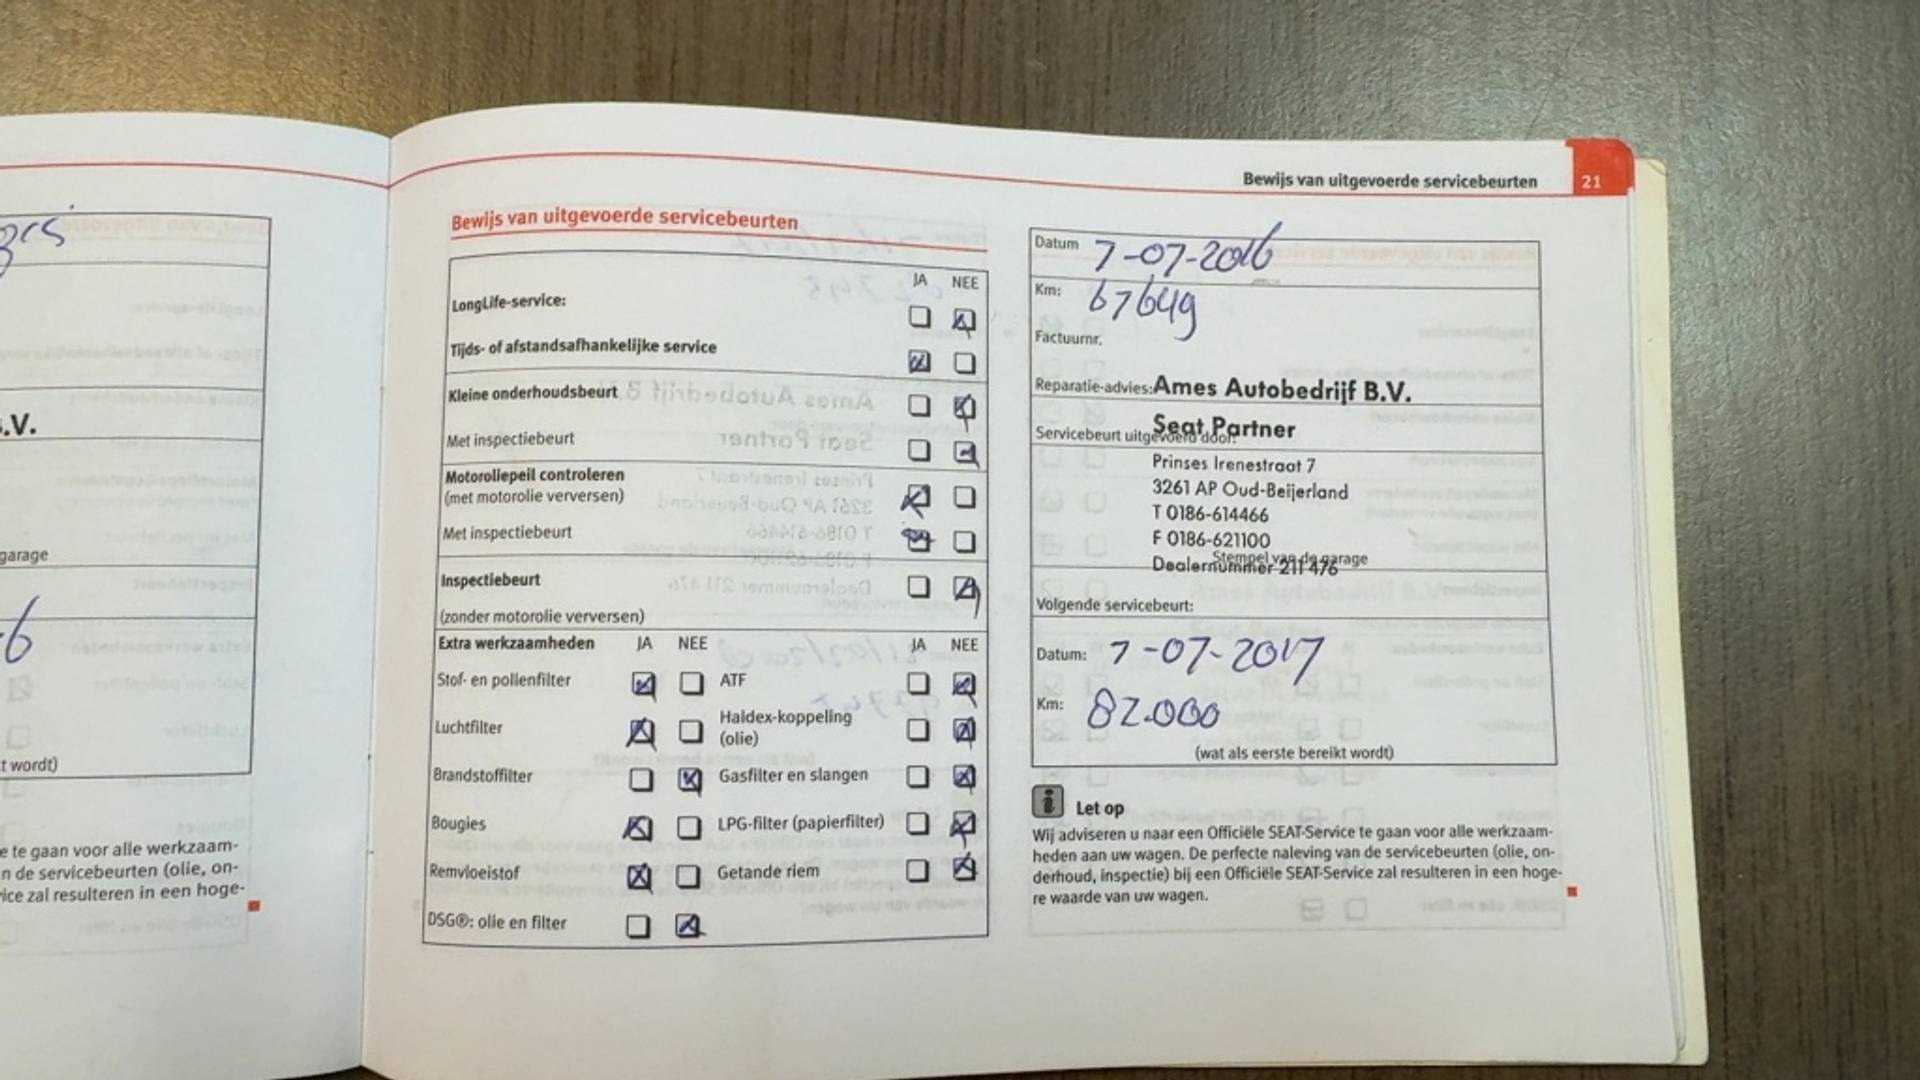 Bewijs van uitgevoerde servicebeurten 21
.V.
garage
-6
t wordt)
e te gaan voor alle werkzaam-
n de servicebeurten (olie, on-
vice zal resulteren in een hoge-
Bewijs van uitgevoerde servicebeurten
JA NEE
LongLife-service:
Tijds- of afstandsafhankelijke service
Kleine onderhoudsbeurt
Met inspectiebeurt
Motoroliepeil controleren
(met motorolie verversen)
Met inspectiebeurt
Inspectiebeurt
(zonder motorolie verversen)
Extra werkzaamheden JA NEE JA NEE
Stof- en pollenfilter ATF
Luchtfilter Haldex-koppeling
(olie)
Brandstoffilter Gasfilter en slangen
Bougies LPG-filter (papierfilter)
Remvloeistof Getande riem
DSG®: olie en filter
Datum 7-07-2016
Km: 67649
Factuurnr.
Reparatie-advies: Ames Autobedrijf B.V.
Seat Partner
Servicebeurt uitgevoerd door:
Prinses Irenestraat 7
3261 AP Oud-Beijerland
T 0186-614466
F 0186-621100
Stempel van de garage
Dealernummer 211 476
Volgende servicebeurt:
Datum: 7-07-2017
Km: 82.000
(wat als eerste bereikt wordt)
Let op
Wij adviseren u naar een Officiële SEAT-Service te gaan voor alle werkzaam-
heden aan uw wagen. De perfecte naleving van de servicebeurten (olie, on-
derhoud, inspectie) bij een Officiële SEAT-Service zal resulteren in een hoge-
re waarde van uw wagen.